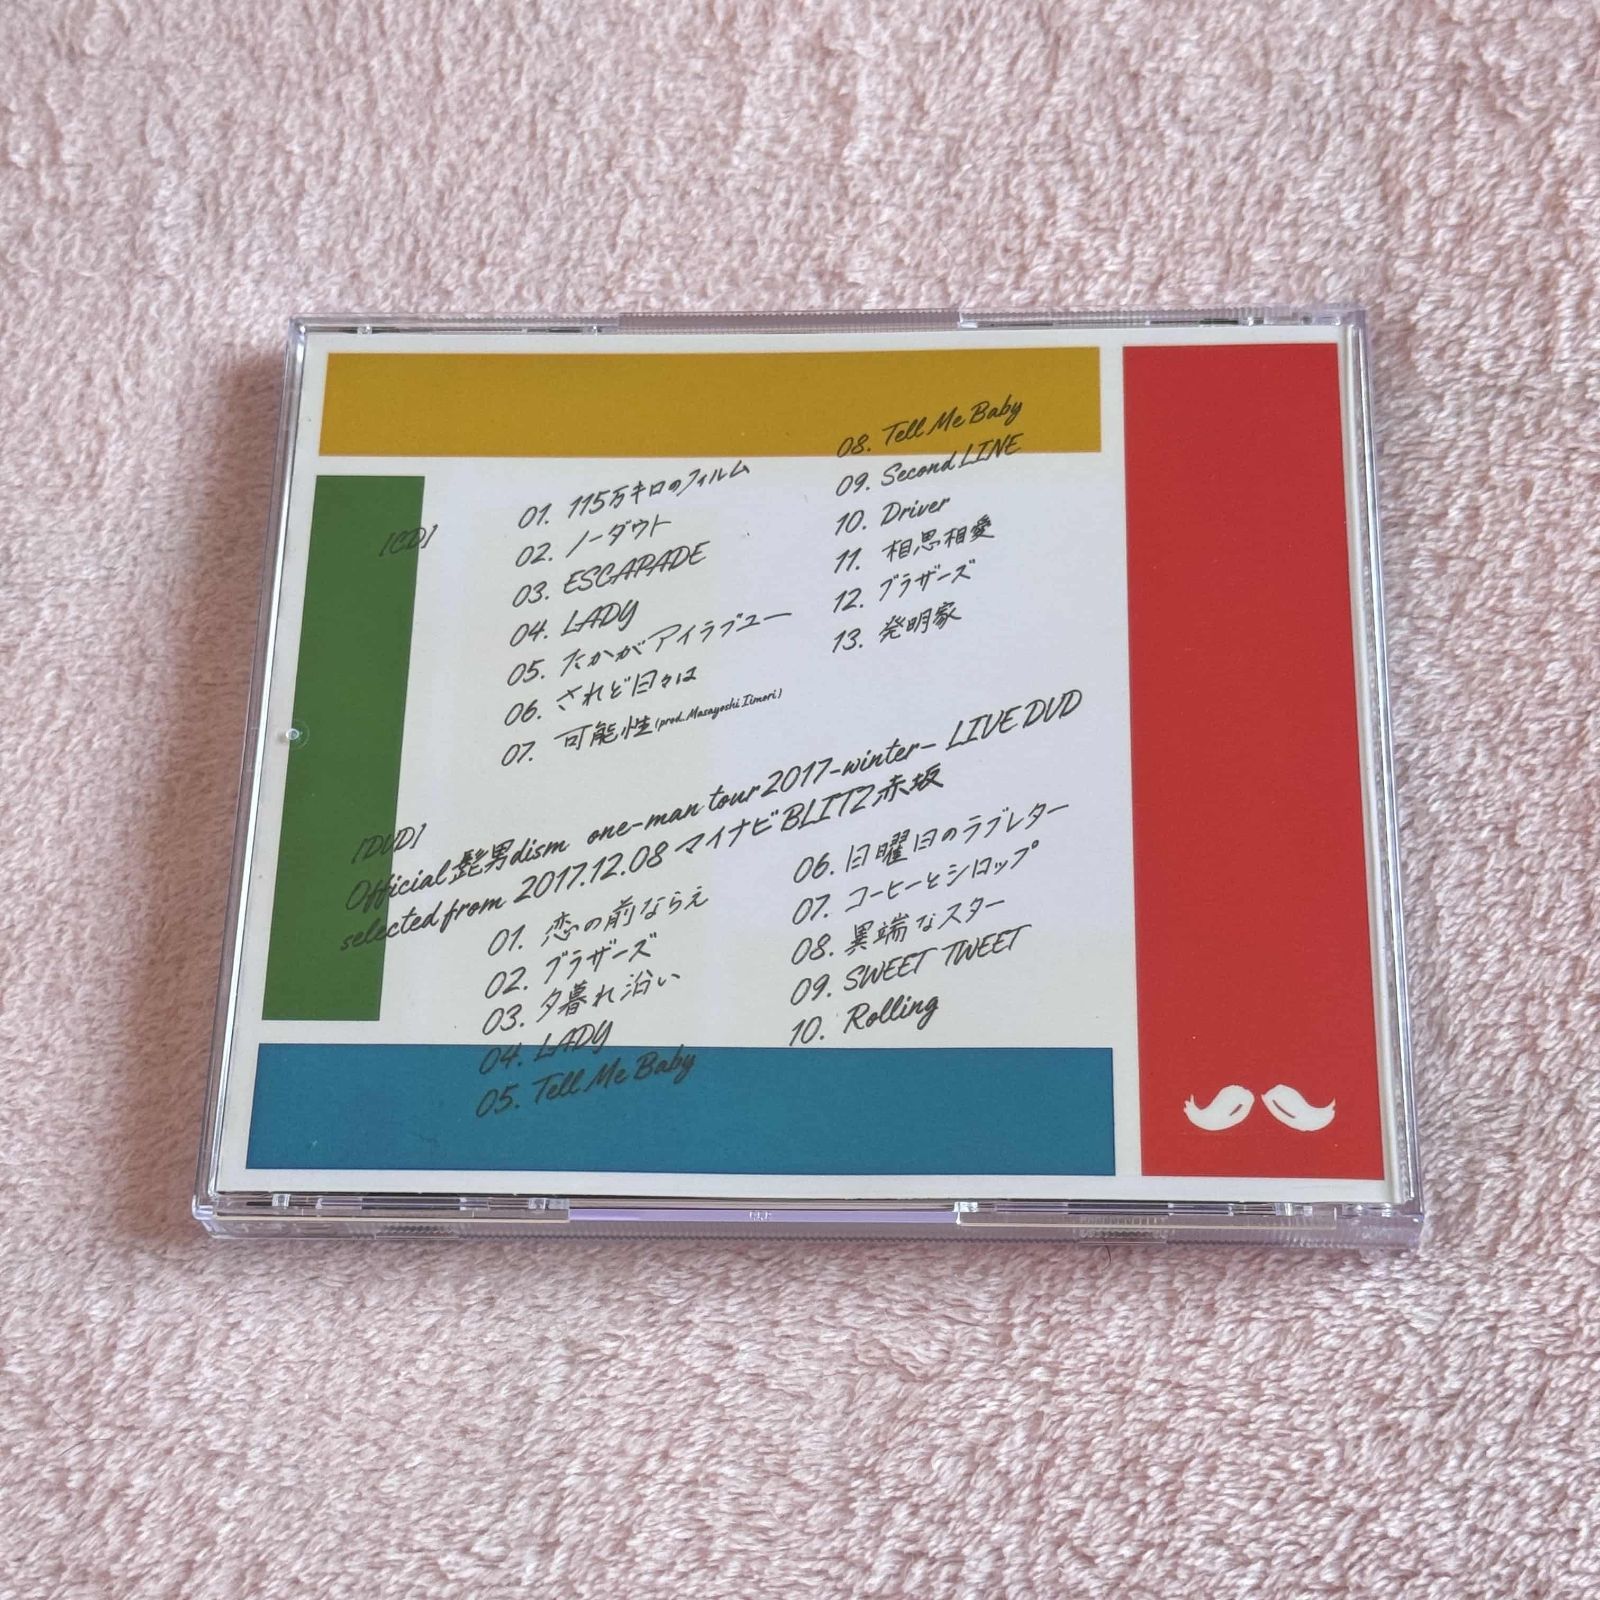 [CD]
01. 115万キロのフィルム
02. ノーダウト
03. ESCAPADE
04. LADY
05. たかがアイラブユー
06. されど日々は
07. 可能性(prod. Masayoshi Iimori)
08. Tell Me Baby
09. Second LINE
10. Driver
11. 相思相愛
12. ブラザーズ
13. 発明家
[DVD]
Official髭男dism one-man tour 2017-winter- LIVE DVD
selected from 2017.12.08 マイナビBLITZ赤坂
01. 恋の前ならえ
02. ブラザーズ
03. 夕暮れ沿い
04. LADY
05. Tell Me Baby
06. 日曜日のラブレター
07. コーヒーとシロップ
08. 異端なスター
09. SWEET TWEET
10. Rolling